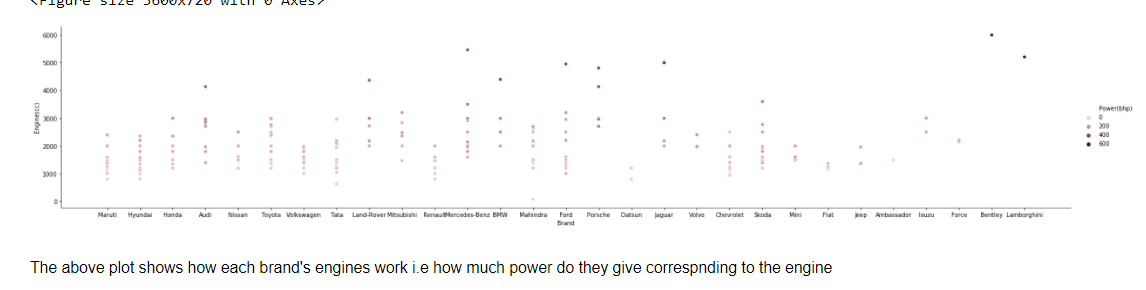 <Figure size 3600x720 with 0 Axes>
6000
5000
4000
3000
2000
1000
0
Engine(cc)
Power(bhp)
0
200
400
600
Maruti Hyundai Honda Audi Nissan Toyota Volkswagen Tata Land-Rover Mitsubishi Renault Mercedes-Benz BMW Mahindra Ford Porsche Datsun Jaguar Volvo Chevrolet Skoda Mini Fiat Jeep Ambassador Isuzu Force Bentley Lamborghini
Brand
The above plot shows how each brand's engines work i.e how much power do they give correspnding to the engine